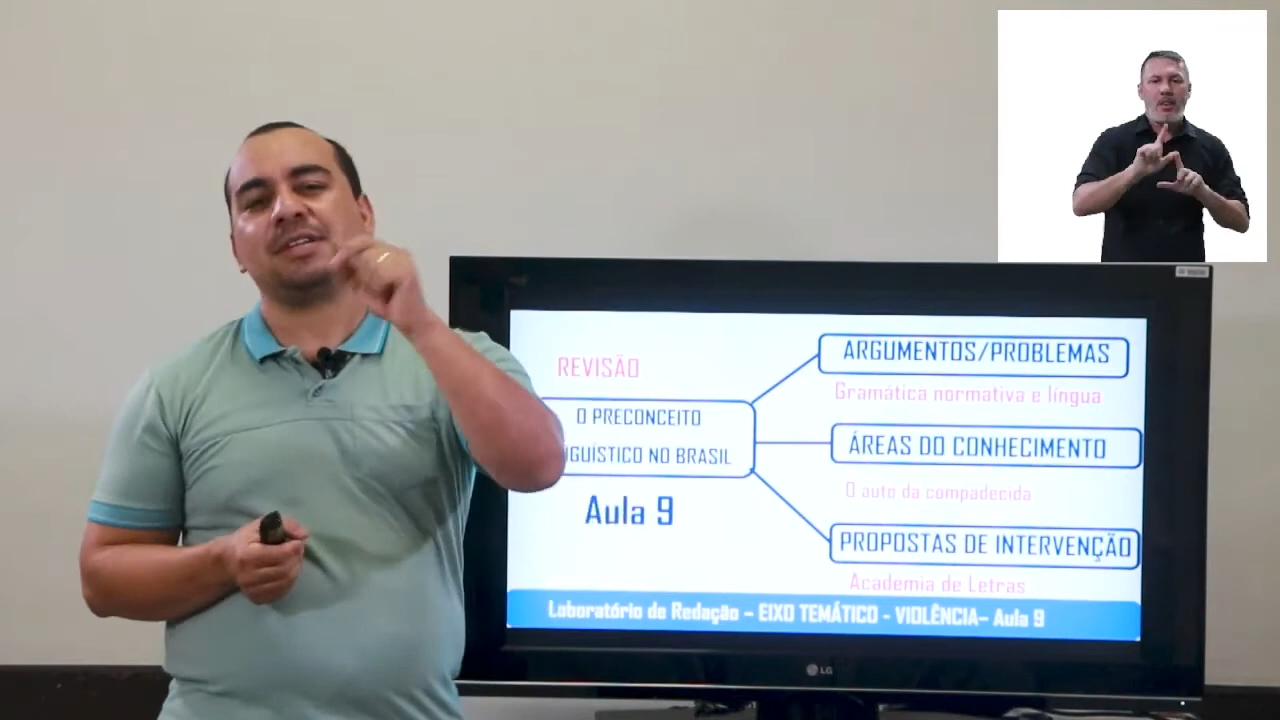 REVISÃO
O PRECONCEITO
GUÍSTICO NO BRASIL
Aula 9
ARGUMENTOS/PROBLEMAS
Gramática normativa e língua
ÁREAS DO CONHECIMENTO
O auto da compadecida
PROPOSTAS DE INTERVENÇÃO
Academia de Letras
Laboratório de Redação – EIXO TEMÁTICO - VIOLÊNCIA– Aula 9
LG